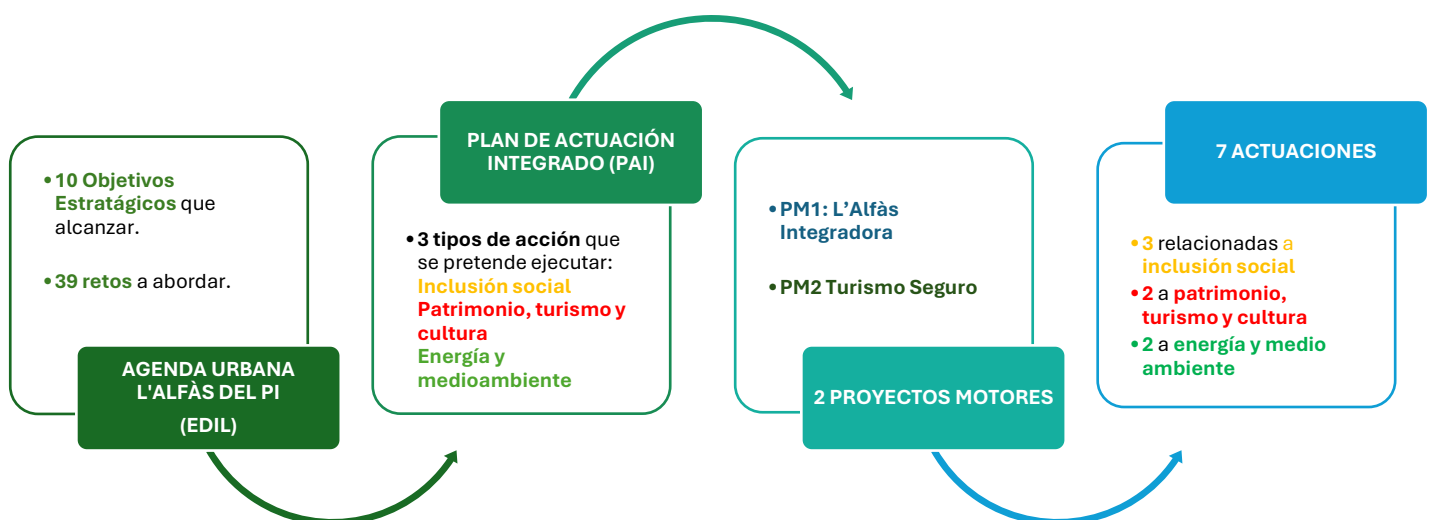 • 10 Objetivos
Estratágicos que
alcanzar.
• 39 retos a abordar.
AGENDA URBANA
L'ALFÀS DEL PI
(EDIL)
PLAN DE ACTUACIÓN
INTEGRADO (PAI)
• 3 tipos de acción que
se pretende ejecutar:
Inclusión social
Patrimonio, turismo y
cultura
Energía y
medioambiente
• PM1: L’Alfàs
Integradora
• PM2 Turismo Seguro
2 PROYECTOS MOTORES
7 ACTUACIONES
• 3 relacionadas a
inclusión social
• 2 a patrimonio,
turismo y cultura
• 2 a energía y medio
ambiente